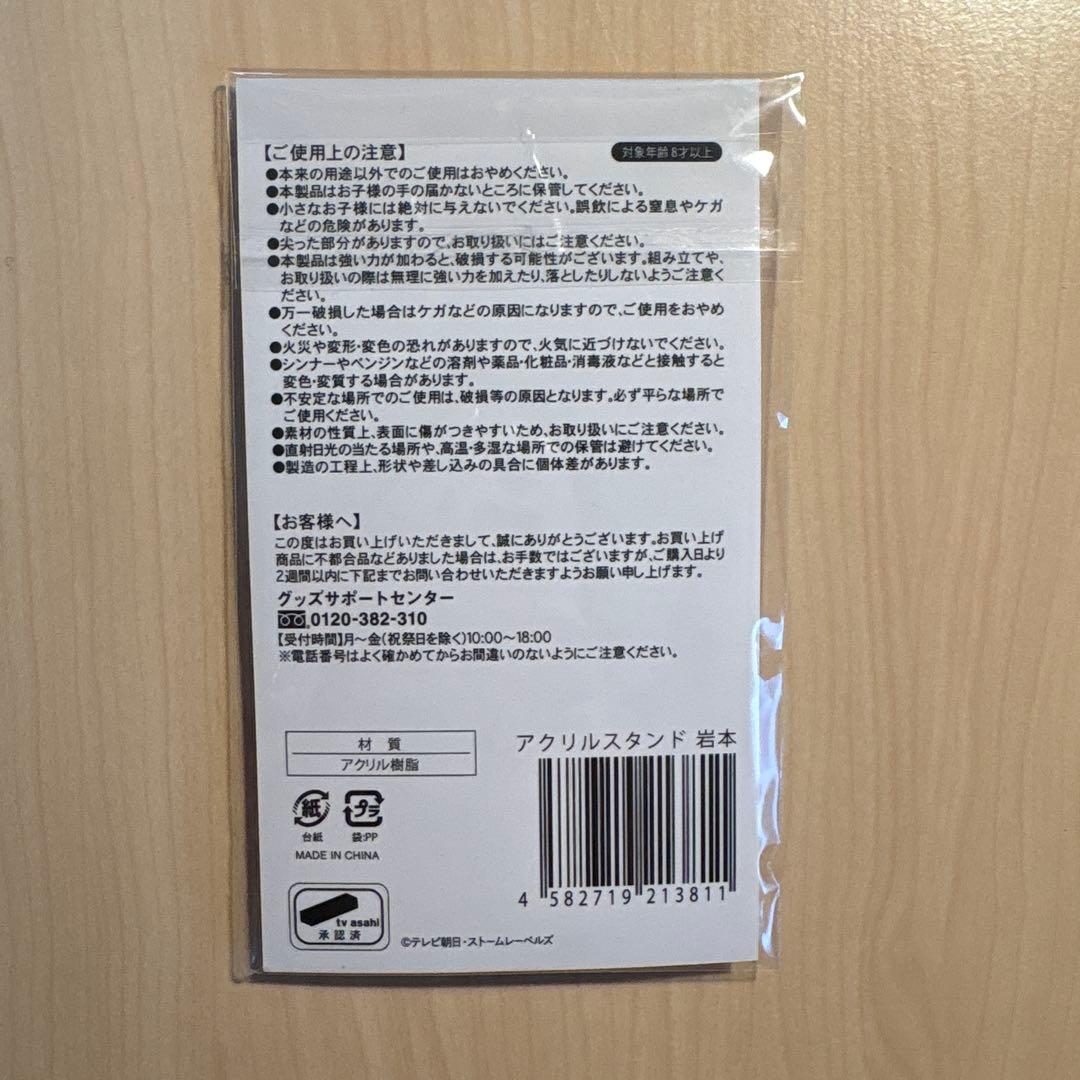 【ご使用上の注意】
対象年齢8才以上
●本来の用途以外でのご使用はおやめください。
●本製品はお子様の手の届かないところに保管してください。
●小さなお子様には絶対に与えないでください。誤飲による窒息やケガ
などの危険があります。
●尖った部分がありますので、お取り扱いにはご注意ください。
●本製品は強い力が加わると、破損する可能性がございます。組み立てや、
お取り扱いの際は無理に強い力を加えたり、落としたりしないようご注意く
ださい。
●万一破損した場合はケガなどの原因になりますので、ご使用をおやめ
ください。
●火災や変形・変色の恐れがありますので、火気に近づけないでください。
●シンナーやベンジンなどの溶剤や薬品・化粧品・消毒液などと接触すると
変色・変質する場合があります。
●不安定な場所でのご使用は、破損等の原因となります。必ず平らな場所で
ご使用ください。
●素材の性質上、表面に傷がつきやすいため、お取り扱いにご注意ください。
●直射日光の当たる場所や、高温・多湿な場所での保管は避けてください。
●製造の工程上、形状や差し込みの具合に個体差があります。
【お客様へ】
この度はお買い上げいただきまして、誠にありがとうございます。お買い上げ
商品に不都合品などありました場合は、お手数ではございますが、ご購入日より
2週間以内に下記までお問い合わせいただきますようお願い申し上げます。
グッズサポートセンター
0120-382-310
【受付時間】月～金(祝祭日を除く)10:00～18:00
※電話番号はよく確かめてからお間違いのないようにご注意ください。
材 質
アクリル樹脂
アクリルスタンド 岩本
紙
プラ
台紙
袋:PP
MADE IN CHINA
4 582719 213811
tv asahi
承認済
©テレビ朝日・ストームレーベルズ